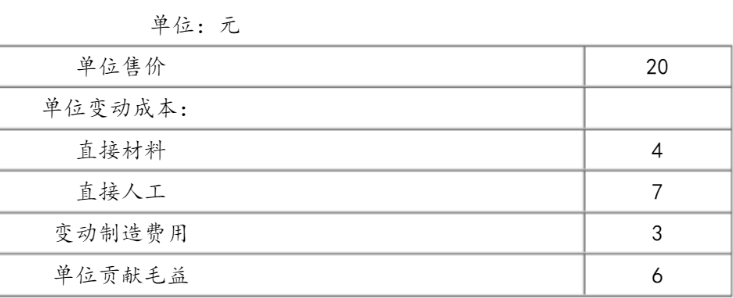 单位：元
单位售价 20
单位变动成本：
直接材料 4
直接人工 7
变动制造费用 3
单位贡献毛益 6